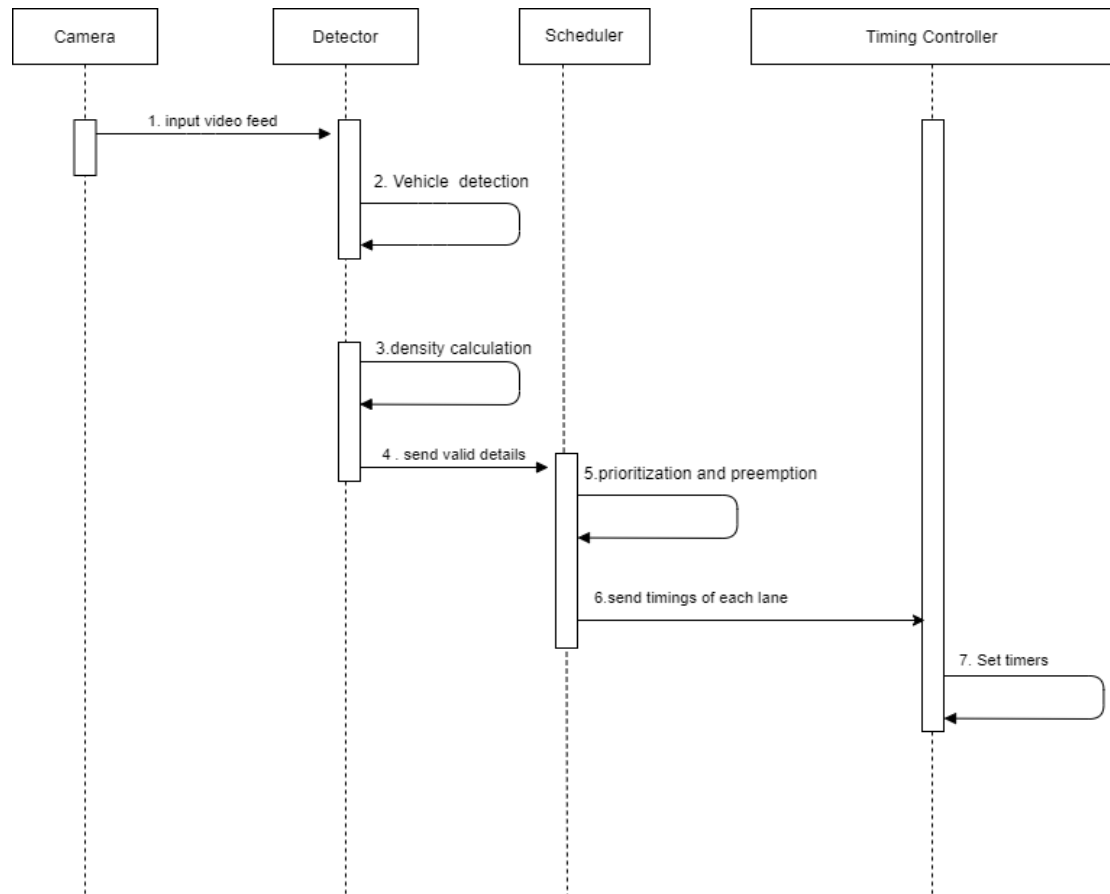 Camera
Detector
Scheduler
Timing Controller
1. input video feed
2. Vehicle detection
3.density calculation
4 . send valid details
5.prioritization and preemption
6.send timings of each lane
7. Set timers